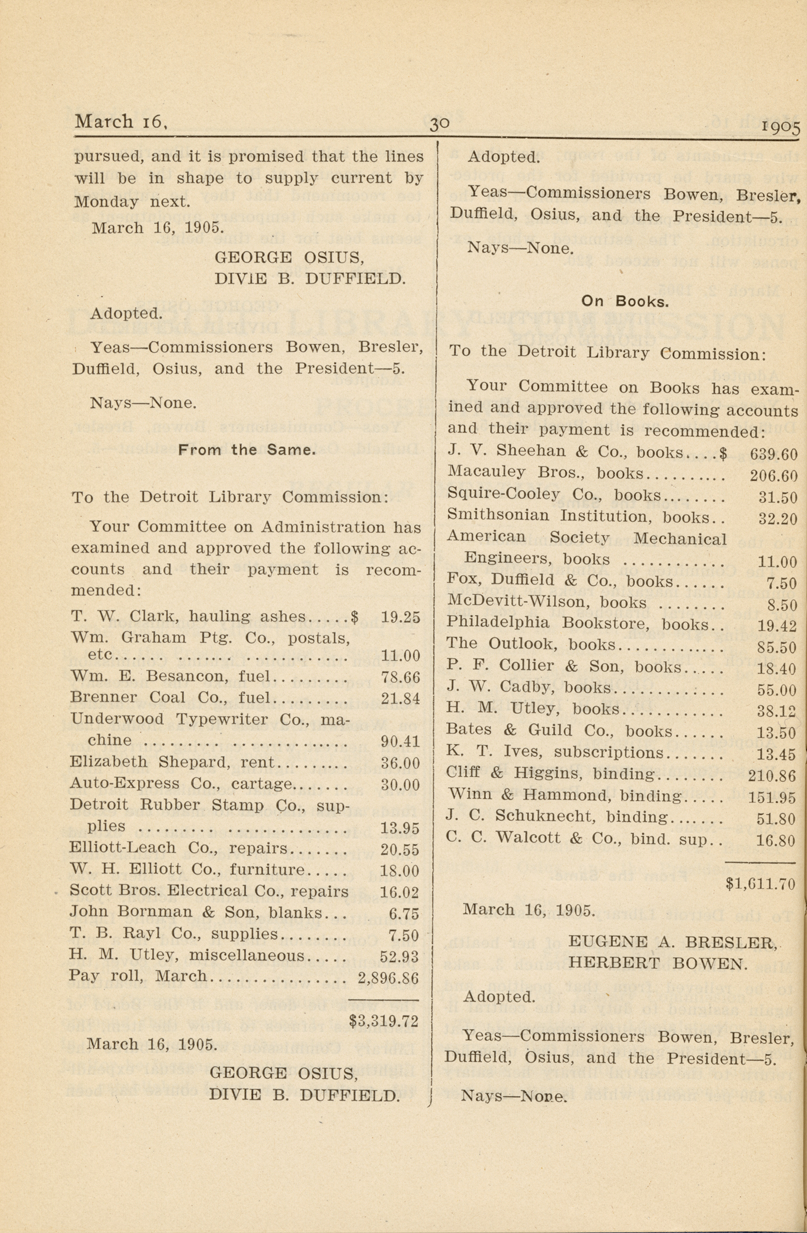 March 16,
30
1905
pursued, and it is promised that the lines
will be in shape to supply current by
Monday next.
March 16, 1905.
GEORGE OSIUS,
DIVIE B. DUFFIELD.
Adopted.
Yeas—Commissioners Bowen, Bresler,
Duffield, Osius, and the President—5.
Nays—None.
From the Same.
To the Detroit Library Commission:
Your Committee on Administration has
examined and approved the following ac-
counts and their payment is recom-
mended:
T. W. Clark, hauling ashes.....$ 19.25
Wm. Graham Ptg. Co., postals,
etc...... ....... ............ 11.00
Wm. E. Besancon, fuel......... 78.66
Brenner Coal Co., fuel......... 21.84
Underwood Typewriter Co., ma-
chine ......... ............. 90.41
Elizabeth Shepard, rent......... 36.00
Auto-Express Co., cartage....... 30.00
Detroit Rubber Stamp Co., sup-
plies ......... .............. 13.95
Elliott-Leach Co., repairs....... 20.55
W. H. Elliott Co., furniture..... 18.00
Scott Bros. Electrical Co., repairs 16.02
John Bornman & Son, blanks... 6.75
T. B. Rayl Co., supplies........ 7.50
H. M. Utley, miscellaneous..... 52.93
Pay roll, March................ 2,896.86
$3,319.72
March 16, 1905.
GEORGE OSIUS,
DIVIE B. DUFFIELD.
Adopted.
Yeas—Commissioners Bowen, Bresler,
Duffield, Osius, and the President—5.
Nays—None.
On Books.
To the Detroit Library Commission:
Your Committee on Books has exam-
ined and approved the following accounts
and their payment is recommended:
J. V. Sheehan & Co., books....$ 639.60
Macauley Bros., books.......... 206.60
Squire-Cooley Co., books........ 31.50
Smithsonian Institution, books.. 32.20
American Society Mechanical
Engineers, books ............ 11.00
Fox, Duffield & Co., books...... 7.50
McDevitt-Wilson, books ........ 8.50
Philadelphia Bookstore, books.. 19.42
The Outlook, books............. 85.50
P. F. Collier & Son, books..... 18.40
J. W. Cadby, books............. 55.00
H. M. Utley, books............ 38.12
Bates & Guild Co., books...... 13.50
K. T. Ives, subscriptions....... 13.45
Cliff & Higgins, binding........ 210.86
Winn & Hammond, binding..... 151.95
J. C. Schuknecht, binding....... 51.80
C. C. Walcott & Co., bind. sup.. 16.80
$1,611.70
March 16, 1905.
EUGENE A. BRESLER,
HERBERT BOWEN.
Adopted.
Yeas—Commissioners Bowen, Bresler,
Duffield, Osius, and the President—5.
Nays—None.